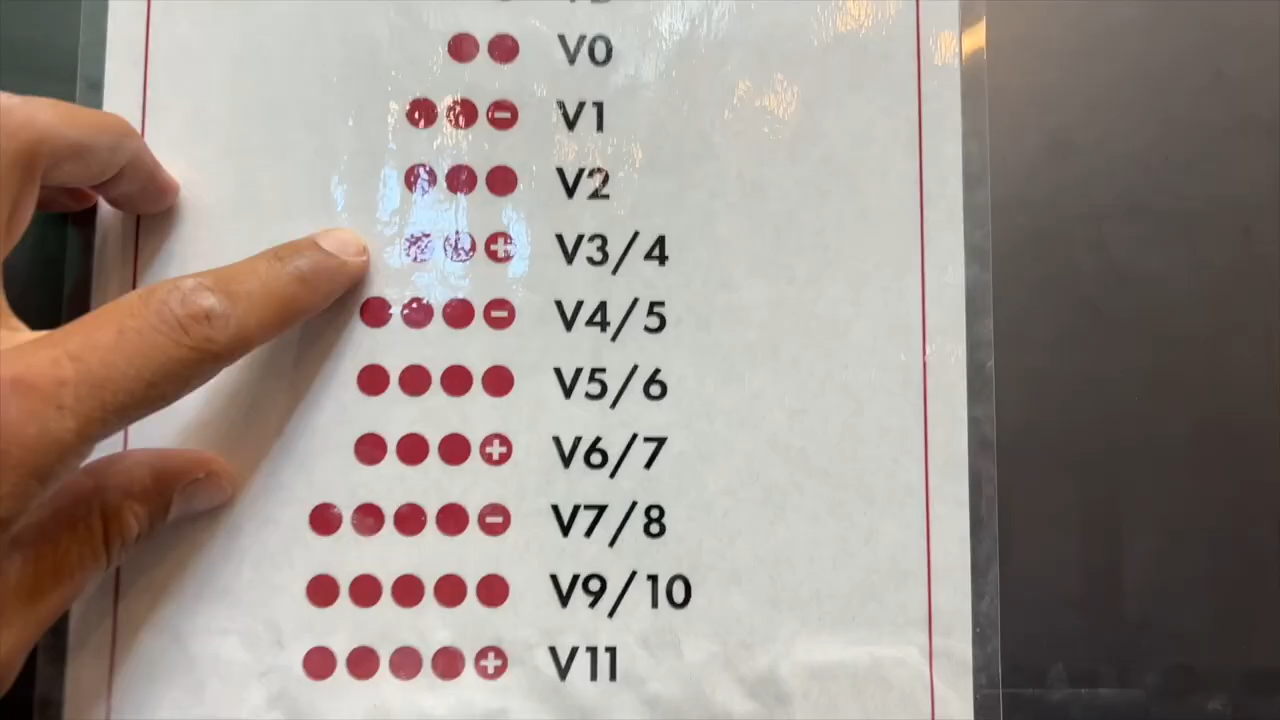 V0
- V1
V2
+ V3/4
- V4/5
V5/6
+ V6/7
- V7/8
V9/10
+ V11